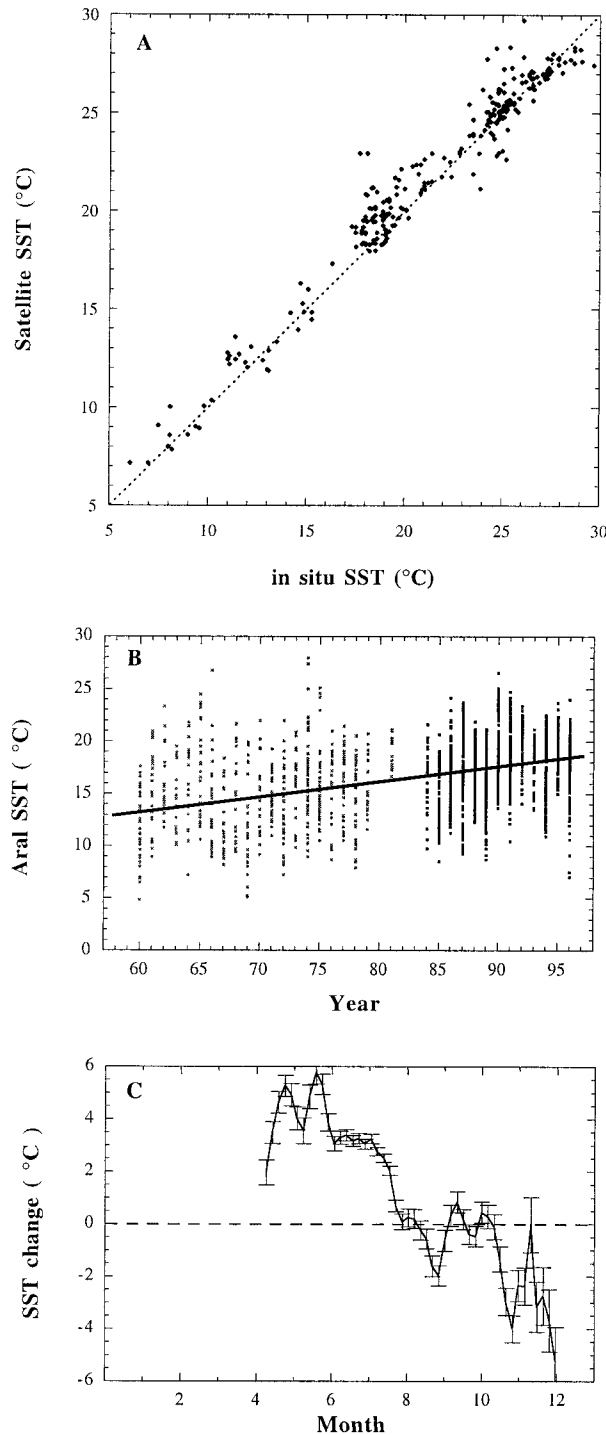 A
30
25
20
15
10
5
Satellite SST (°C)
5 10 15 20 25 30
in situ SST (°C)
B
30
25
20
15
10
5
0
Aral SST ( °C)
60 65 70 75 80 85 90 95
Year
C
6
4
2
0
-2
-4
-6
SST change ( °C)
2 4 6 8 10 12
Month